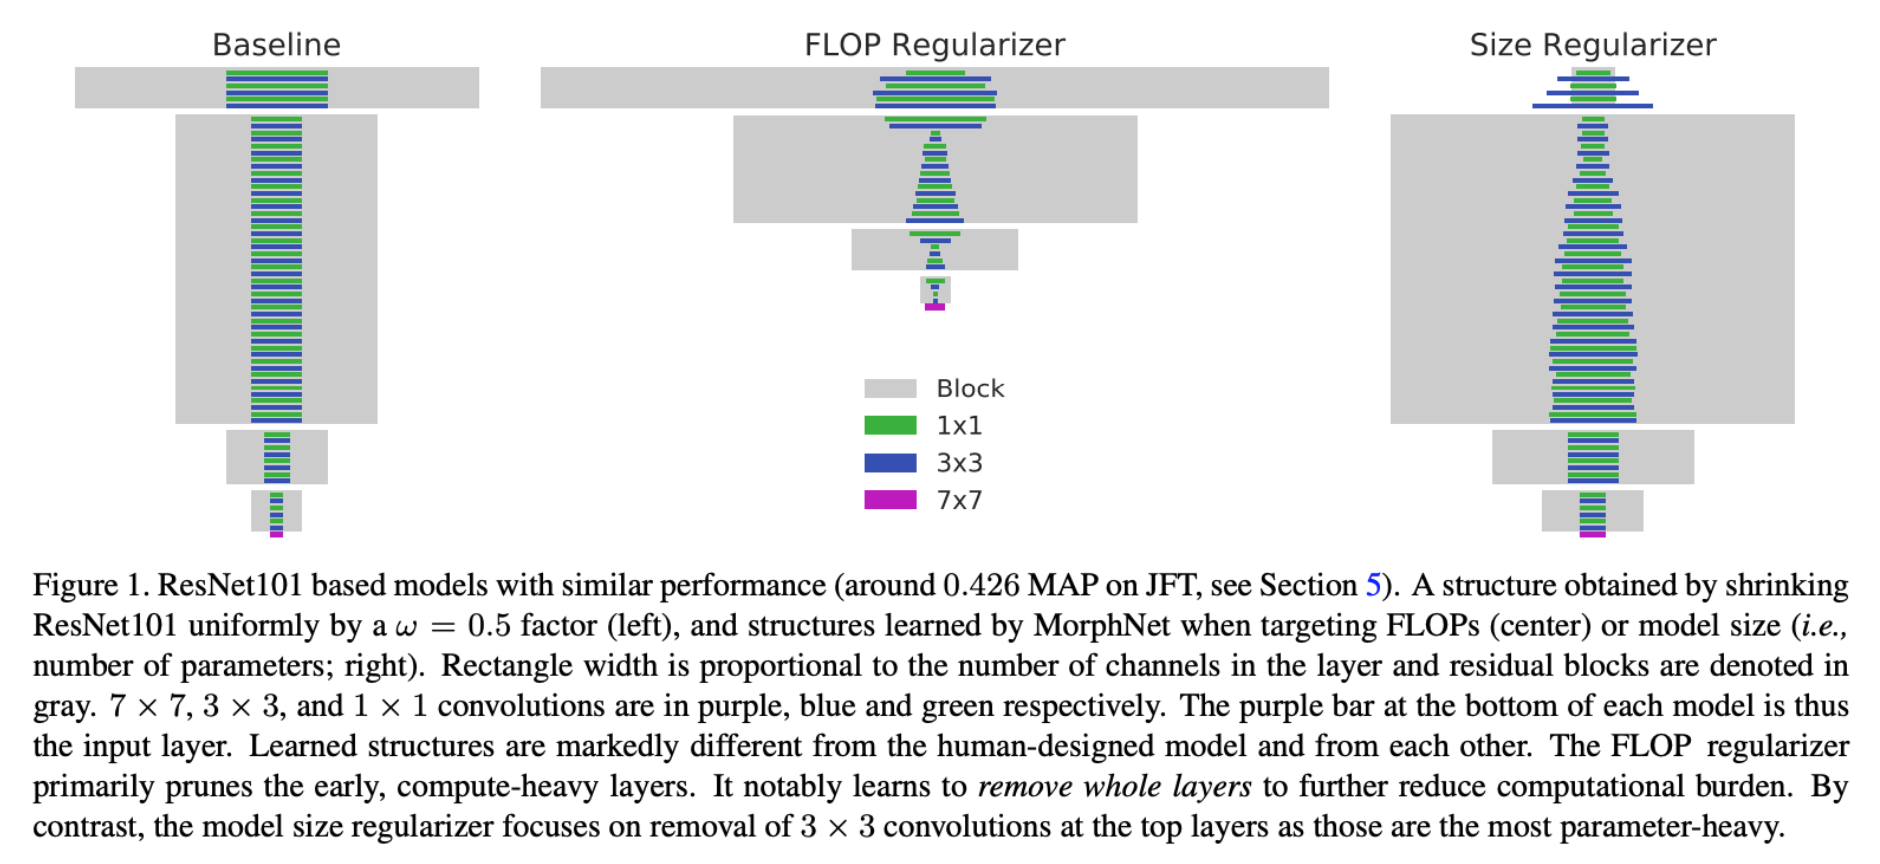 Baseline
FLOP Regularizer
Size Regularizer
Block
1x1
3x3
7x7
Figure 1. ResNet101 based models with similar performance (around 0.426 MAP on JFT, see Section 5). A structure obtained by shrinking
ResNet101 uniformly by a ω = 0.5 factor (left), and structures learned by MorphNet when targeting FLOPs (center) or model size (i.e.,
number of parameters; right). Rectangle width is proportional to the number of channels in the layer and residual blocks are denoted in
gray. 7 × 7, 3 × 3, and 1 × 1 convolutions are in purple, blue and green respectively. The purple bar at the bottom of each model is thus
the input layer. Learned structures are markedly different from the human-designed model and from each other. The FLOP regularizer
primarily prunes the early, compute-heavy layers. It notably learns to remove whole layers to further reduce computational burden. By
contrast, the model size regularizer focuses on removal of 3 × 3 convolutions at the top layers as those are the most parameter-heavy.